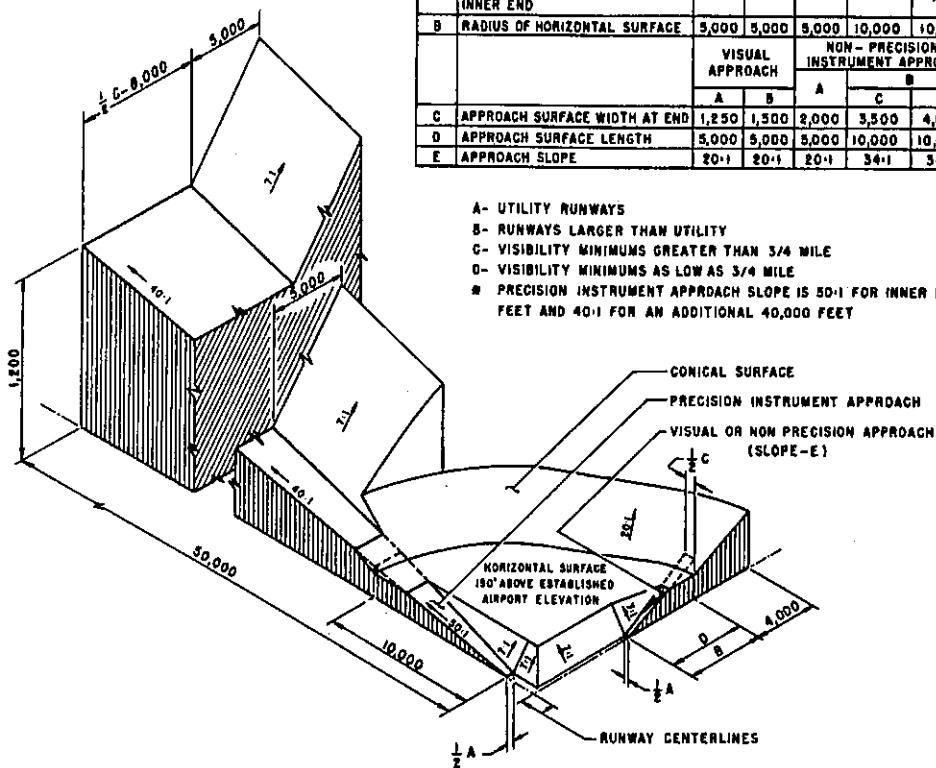 INNER END
B RADIUS OF HORIZONTAL SURFACE 5,000 5,000 5,000 10,000
VISUAL APPROACH
NON-PRECISION
A B A B
C
C APPROACH SURFACE WIDTH AT END 1,250 1,500 2,000 3,500
D APPROACH SURFACE LENGTH 5,000 5,000 5,000 10,000
E APPROACH SLOPE 20:1 20:1 20:1 34:1
A- UTILITY RUNWAYS
B- RUNWAYS LARGER THAN UTILITY
C- VISIBILITY MINIMUMS GREATER THAN 3/4 MILE
D- VISIBILITY MINIMUMS AS LOW AS 3/4 MILE
PRECISION INSTRUMENT APPROACH SLOPE IS 50:1 FOR INNER
FEET AND 40:1 FOR AN ADDITIONAL 40,000 FEET
5,000
1/2 C-8,000
7:1
40:1
5,000
1,200
7:1
CONICAL SURFACE
PRECISION INSTRUMENT APPROACH
VISUAL OR NON PRECISION APPROACH
(SLOPE-E)
1/2 C
40:1
20:1
HORIZONTAL SURFACE
150' ABOVE ESTABLISHED
AIRPORT ELEVATION
50,000
50:1
7:1
7:1
7:1
7:1
4,000
10,000
D
B
1/2 A
1/2 A
RUNWAY CENTERLINES